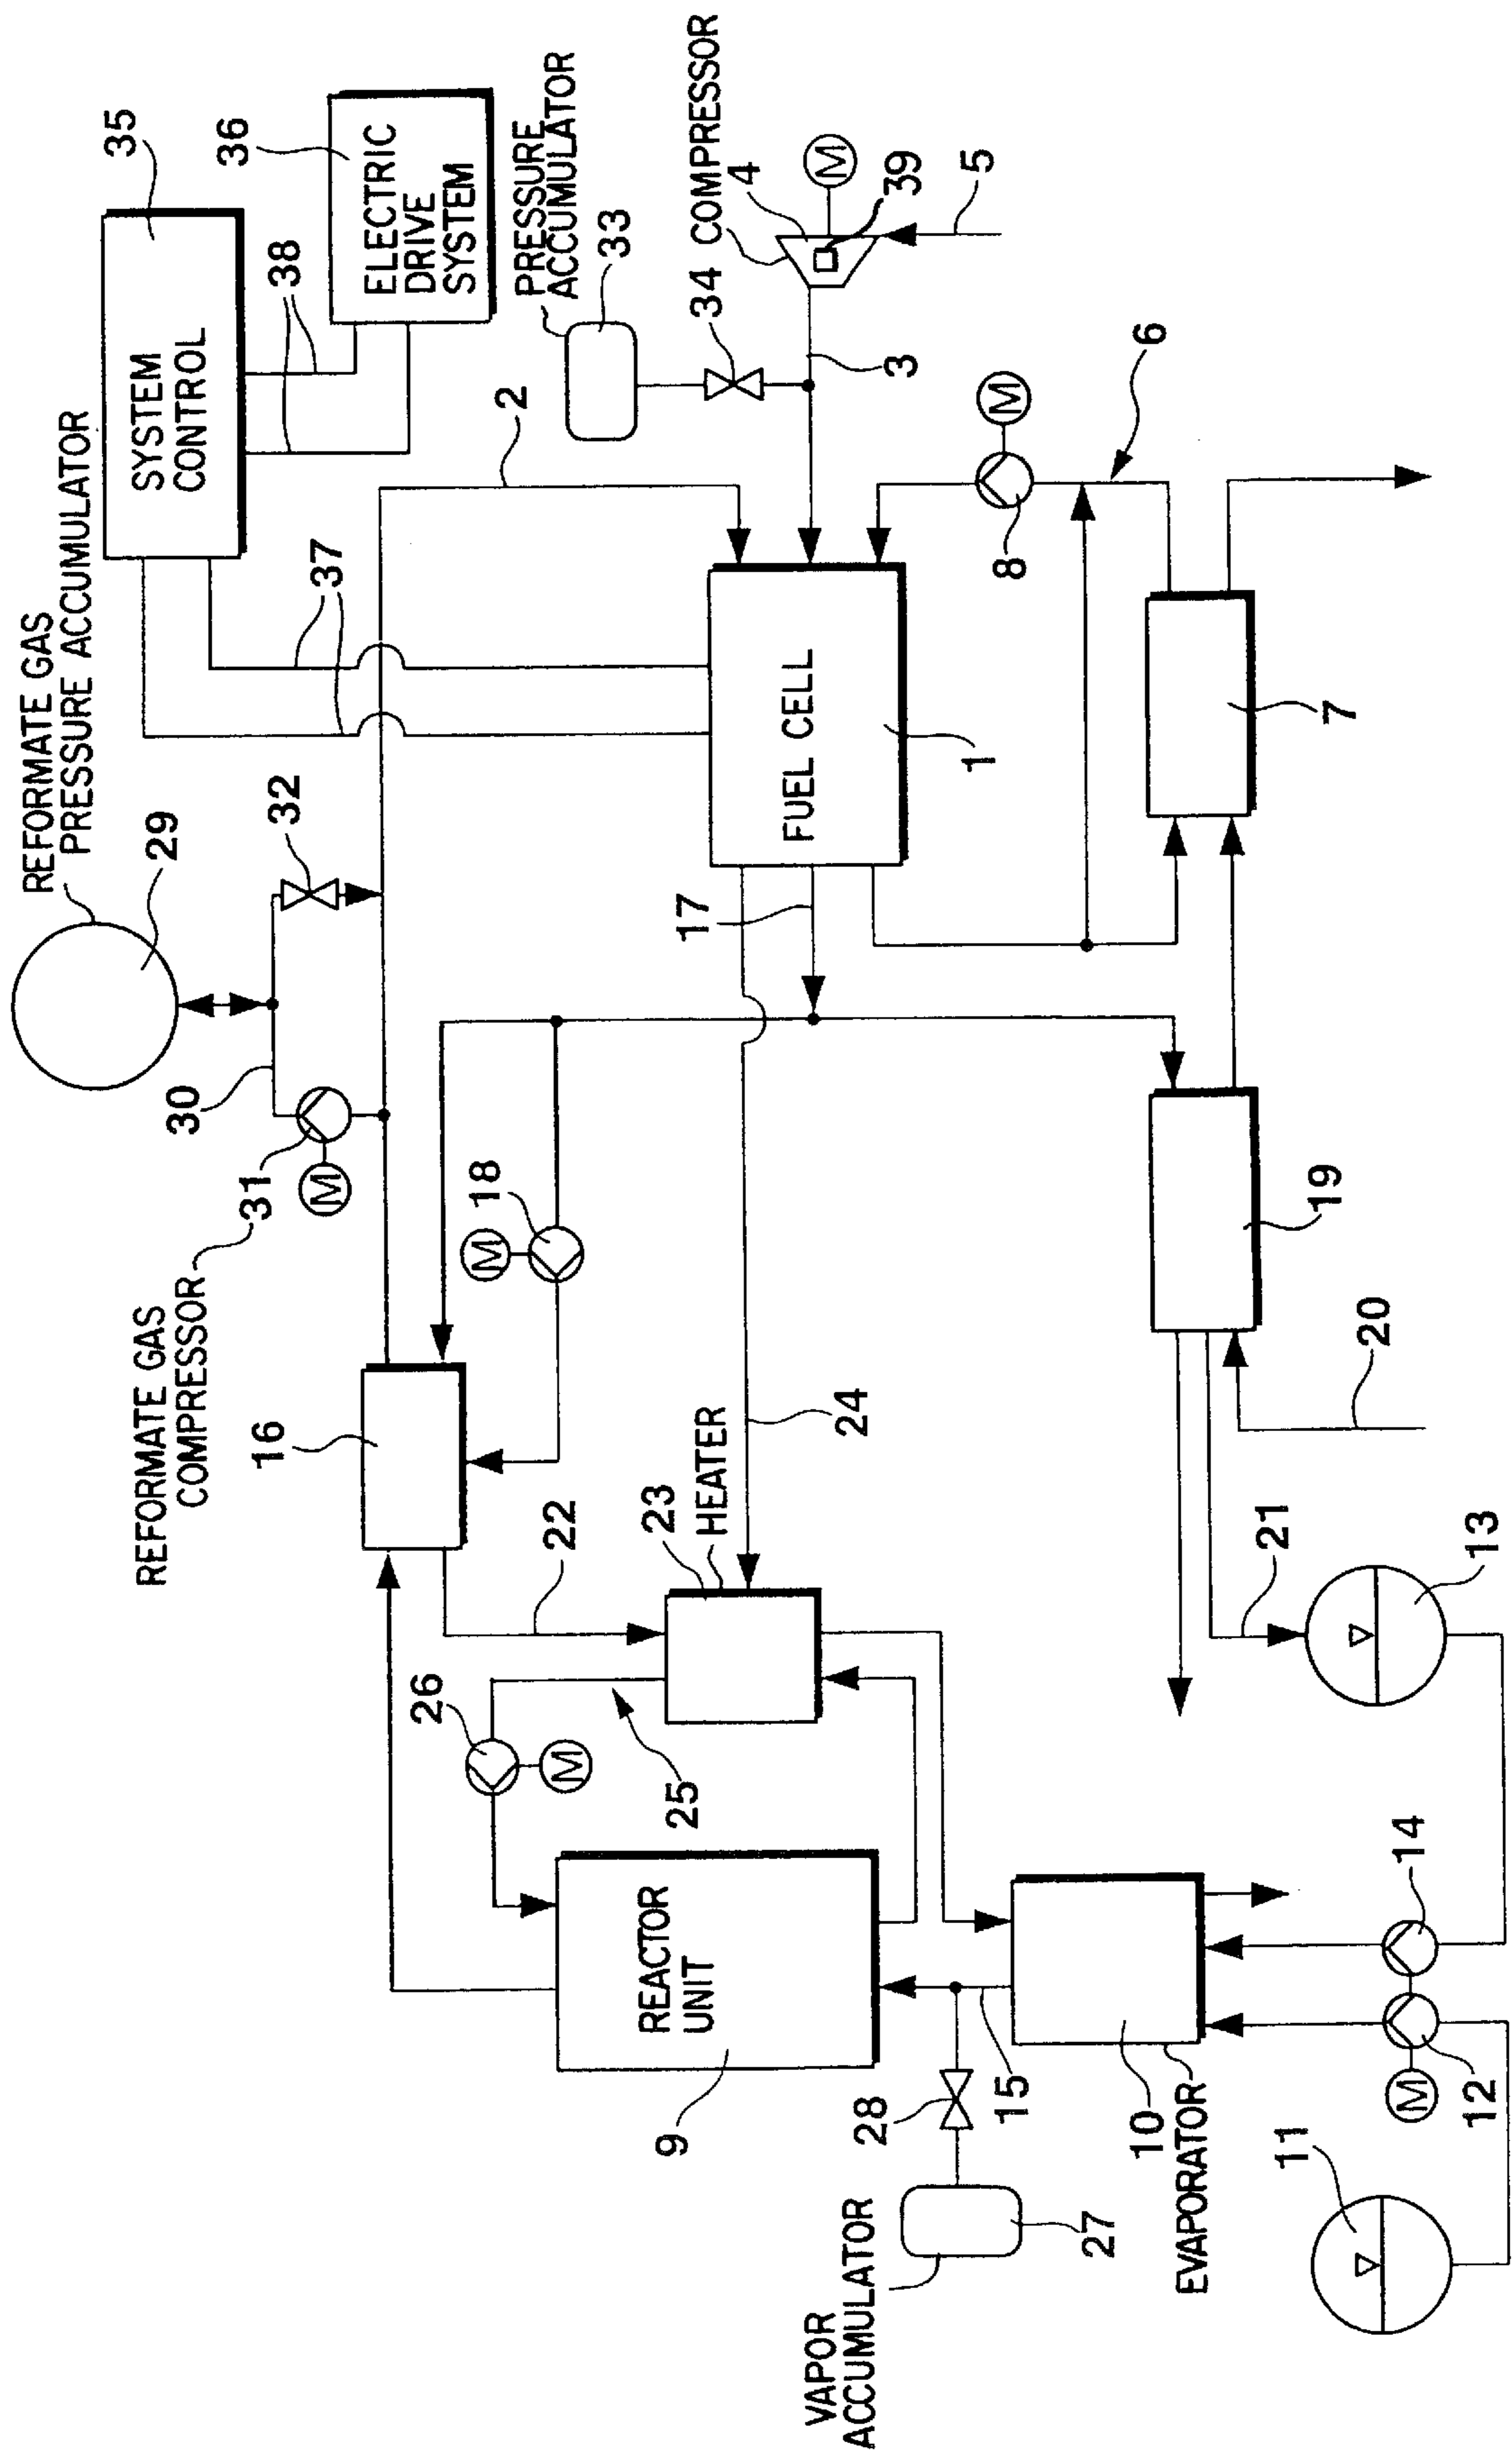 REFORMATE GAS
PRESSURE ACCUMULATOR
29
30
31
REFORMATE GAS
COMPRESSOR
M
32
35
SYSTEM
CONTROL
37
38
36
ELECTRIC
DRIVE
SYSTEM
2
PRESSURE
ACCUMULATOR
33
34
COMPRESSOR
4
M
39
5
3
16
18
M
22
26
M
25
23
HEATER
24
17
FUEL CELL
1
8
M
6
7
REACTOR
UNIT
9
28
15
27
VAPOR
ACCUMULATOR
10
EVAPORATOR
19
20
21
13
14
12
M
11